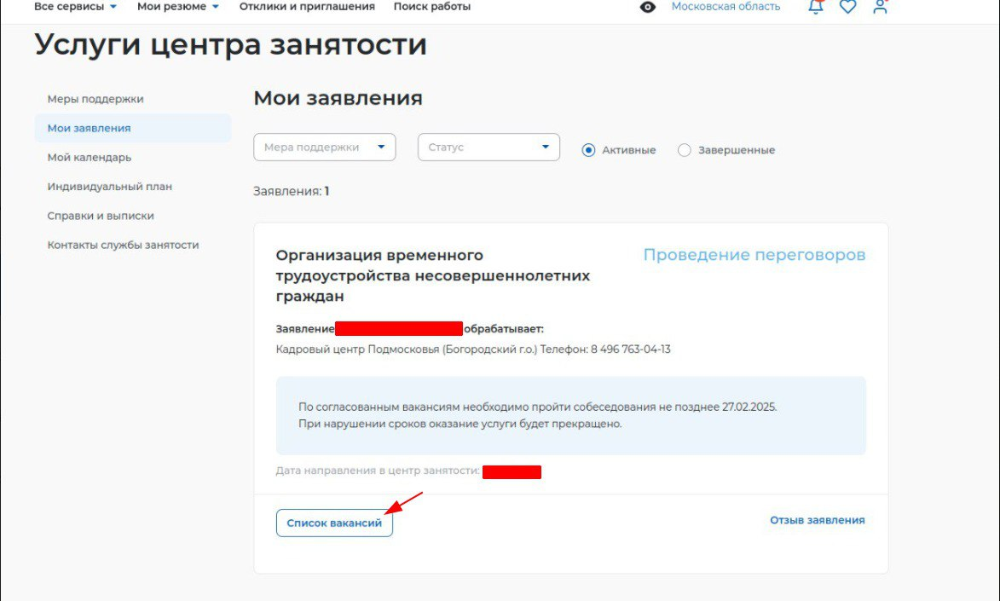 Все сервисы Мои резюме Отклики и приглашения Поиск работы Московская область
Услуги центра занятости
Меры поддержки
Мои заявления
Мой календарь
Индивидуальный план
Справки и выписки
Контакты службы занятости
Мои заявления
Мера поддержки Статус Активные Завершенные
Заявления: 1
Организация временного
трудоустройства несовершеннолетних
граждан
Проведение переговоров
Заявление обрабатывает:
Кадровый центр Подмосковья (Богородский г.о.) Телефон: 8 496 763-04-13
По согласованным вакансиям необходимо пройти собеседования не позднее 27.02.2025.
При нарушении сроков оказание услуги будет прекращено.
Дата направления в центр занятости:
Список вакансий Отзыв заявления